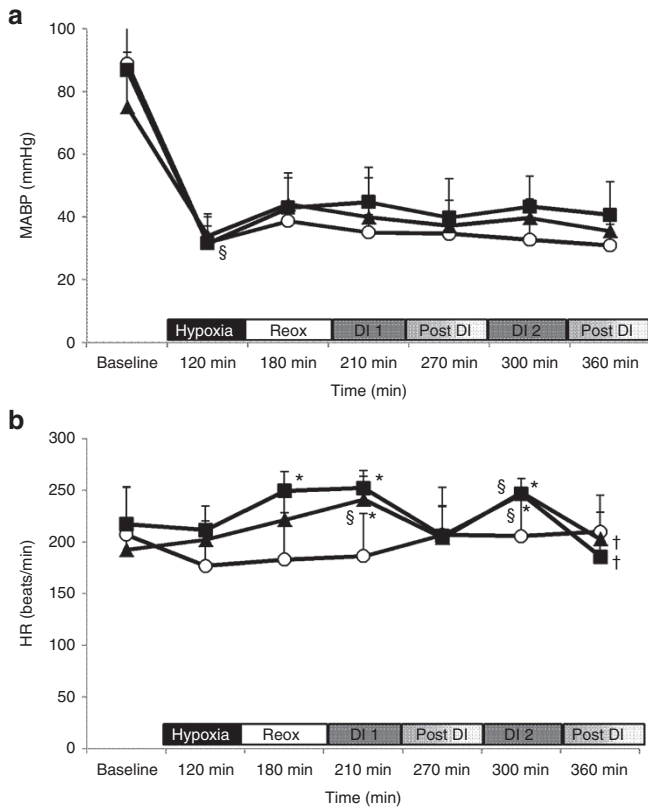 a
MABP (mmHg)
100
80
60
40
20
0
§
Hypoxia Reox DI 1 Post DI DI 2 Post DI
Baseline 120 min 180 min 210 min 270 min 300 min 360 min
Time (min)
b
HR (beats/min)
300
250
200
150
100
50
0
* * § *
§ * § *
†
†
Hypoxia Reox DI 1 Post DI DI 2 Post DI
Baseline 120 min 180 min 210 min 270 min 300 min 360 min
Time (min)